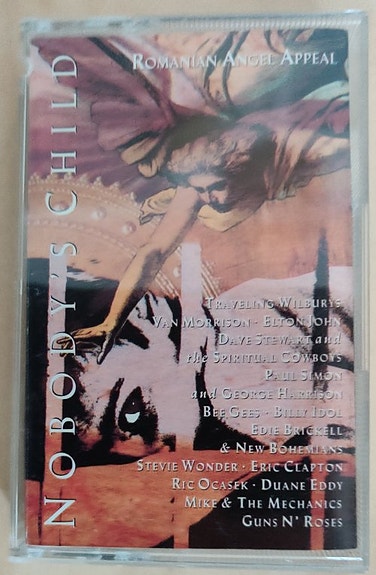 ROMANIAN ANGEL APPEAL
NOBODY'S CHILD
TRAVELING WILBURYS
VAN MORRISON · ELTON JOHN
DAVE STEWART and
the SPIRITUAL COWBOYS
PAUL SIMON
and GEORGE HARRISON
BEE GEES · BILLY IDOL
EDIE BRICKELL
& NEW BOHEMIANS
STEVIE WONDER · ERIC CLAPTON
RIC OCASEK · DUANE EDDY
MIKE & THE MECHANICS
GUNS N' ROSES